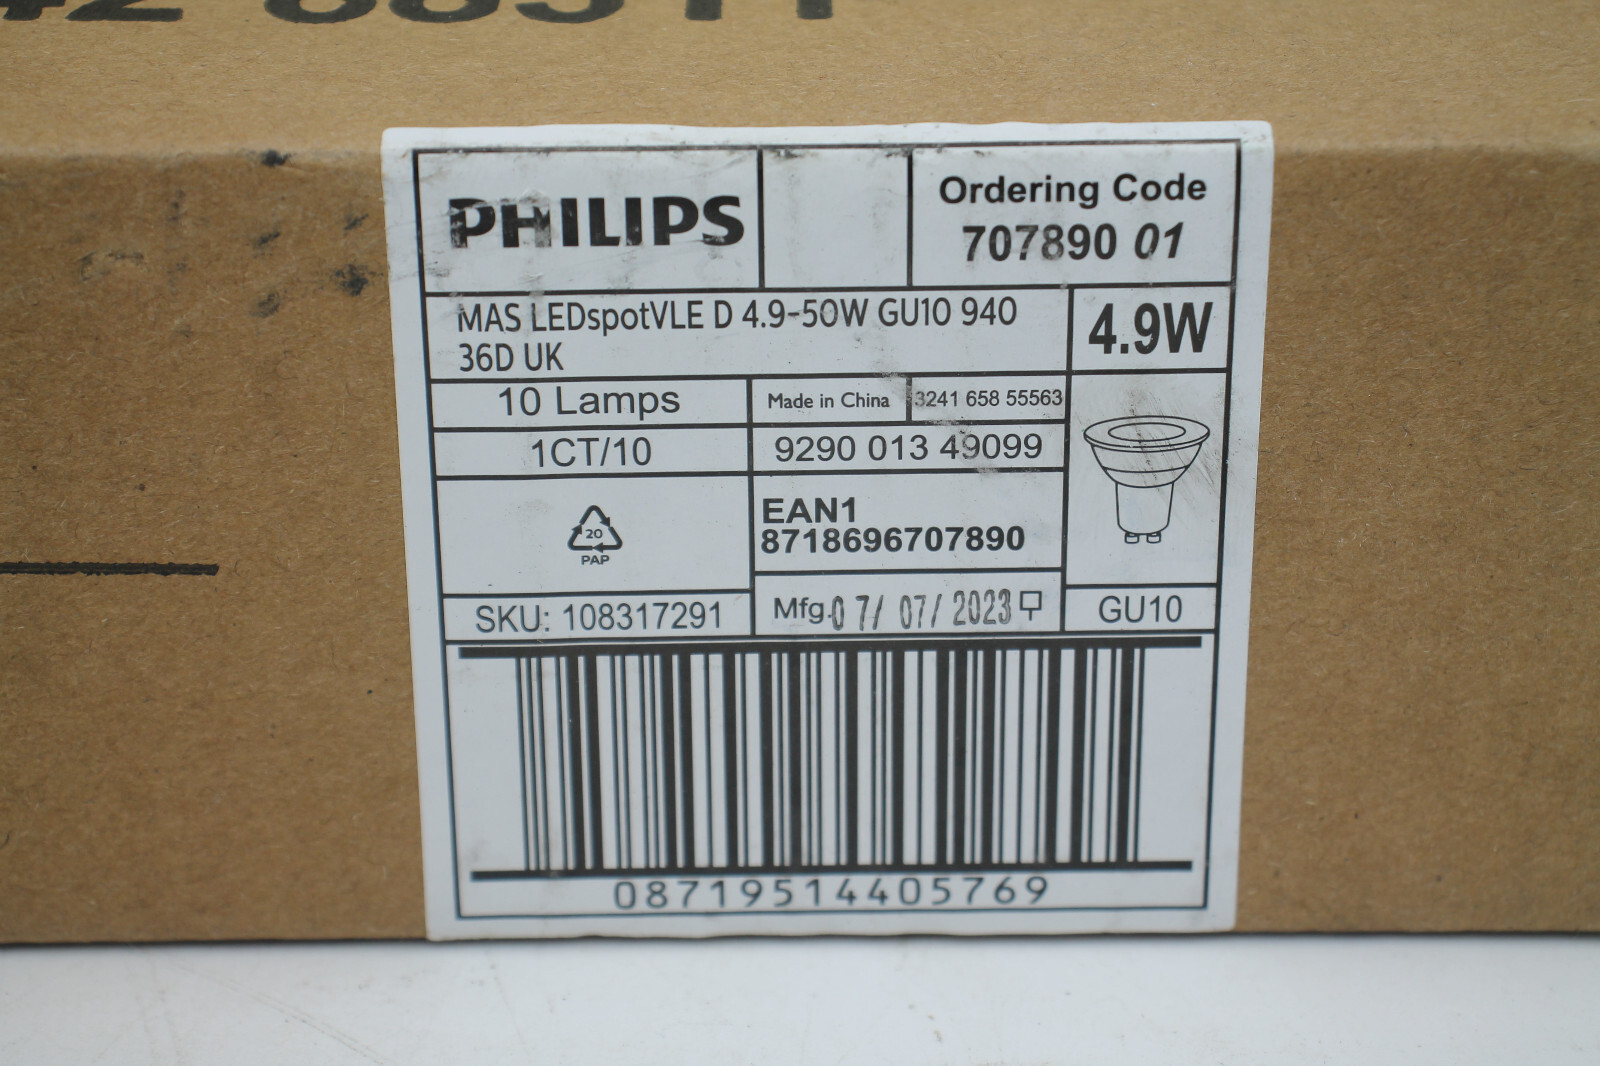 PHILIPS
Ordering Code
707890 01
MAS LEDspotVLE D 4.9-50W GU10 940
36D UK
4.9W
10 Lamps
Made in China
3241 658 55563
1CT/10
9290 013 49099
20
PAP
EAN1
8718696707890
SKU: 108317291
Mfg.07/ 07/ 2023
GU10
08719514405769